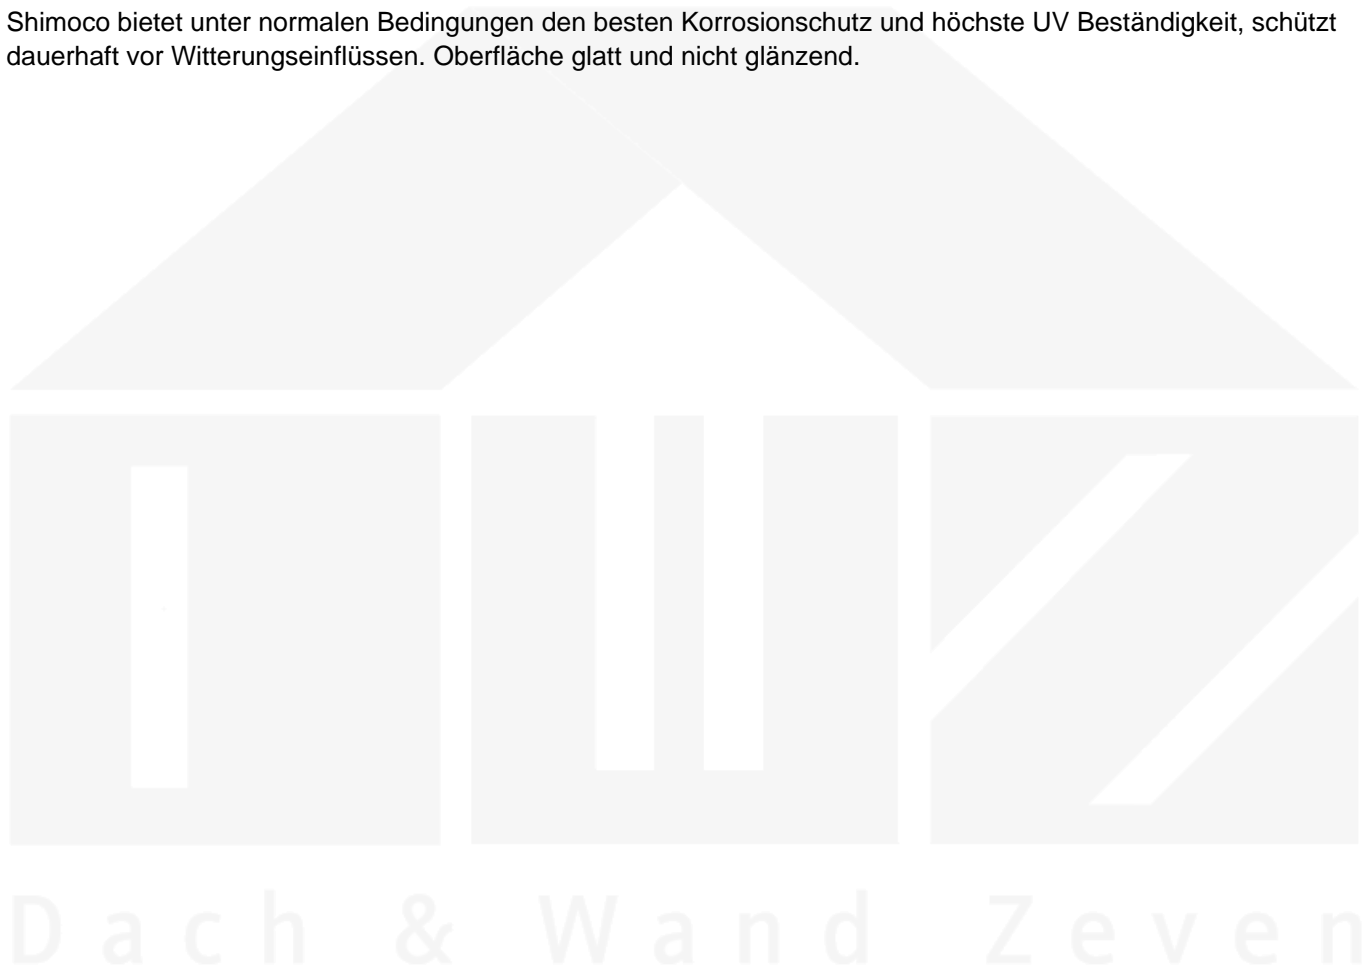 Shimoco bietet unter normalen Bedingungen den besten Korrosionschutz und höchste UV Beständigkeit, schützt
dauerhaft vor Witterungseinflüssen. Oberfläche glatt und nicht glänzend.
Dach & Wand Zeven